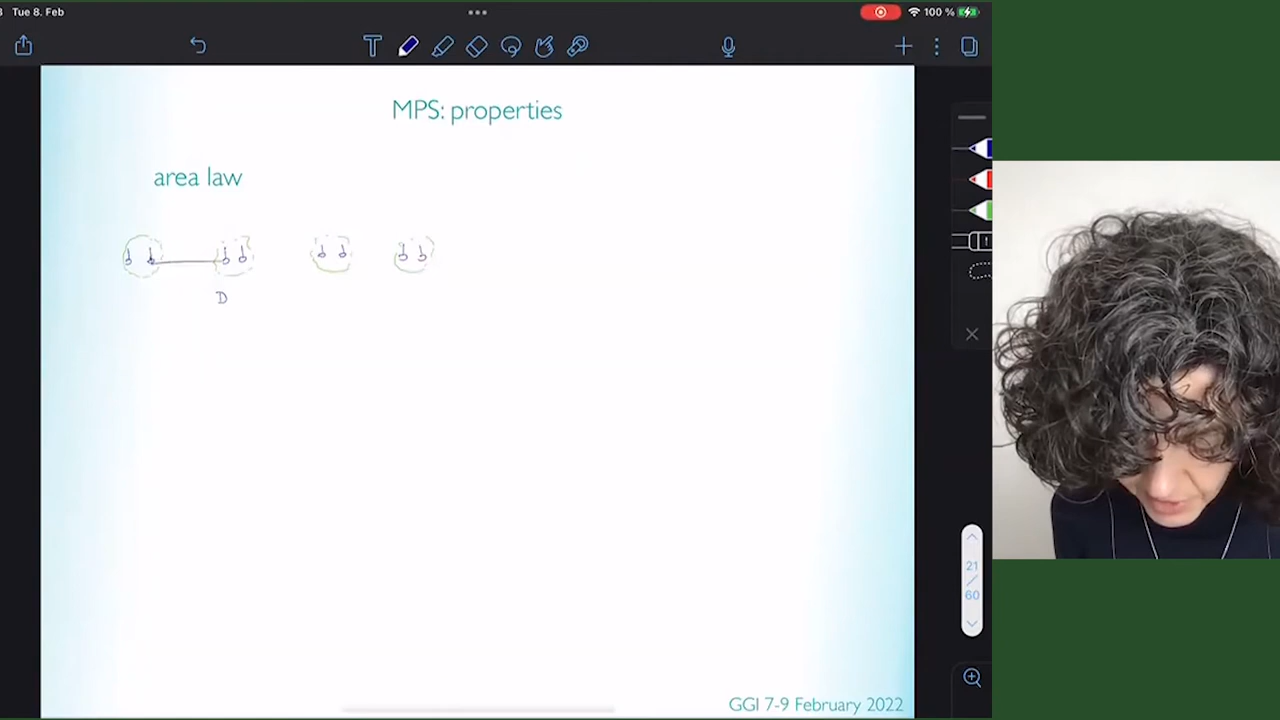 Tue 8. Feb
100 %
MPS: properties
area law
D
21
60
GGI 7-9 February 2022